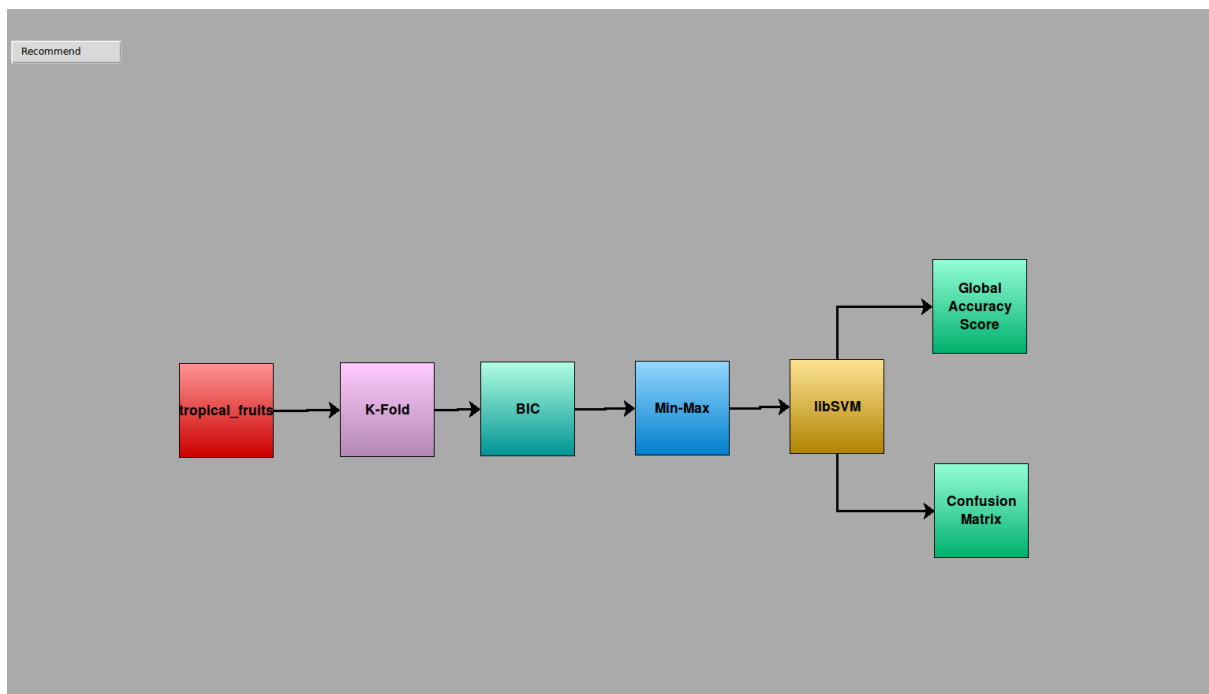 Recommend
tropical_fruits
K-Fold
BIC
Min-Max
libSVM
Global
Accuracy
Score
Confusion
Matrix